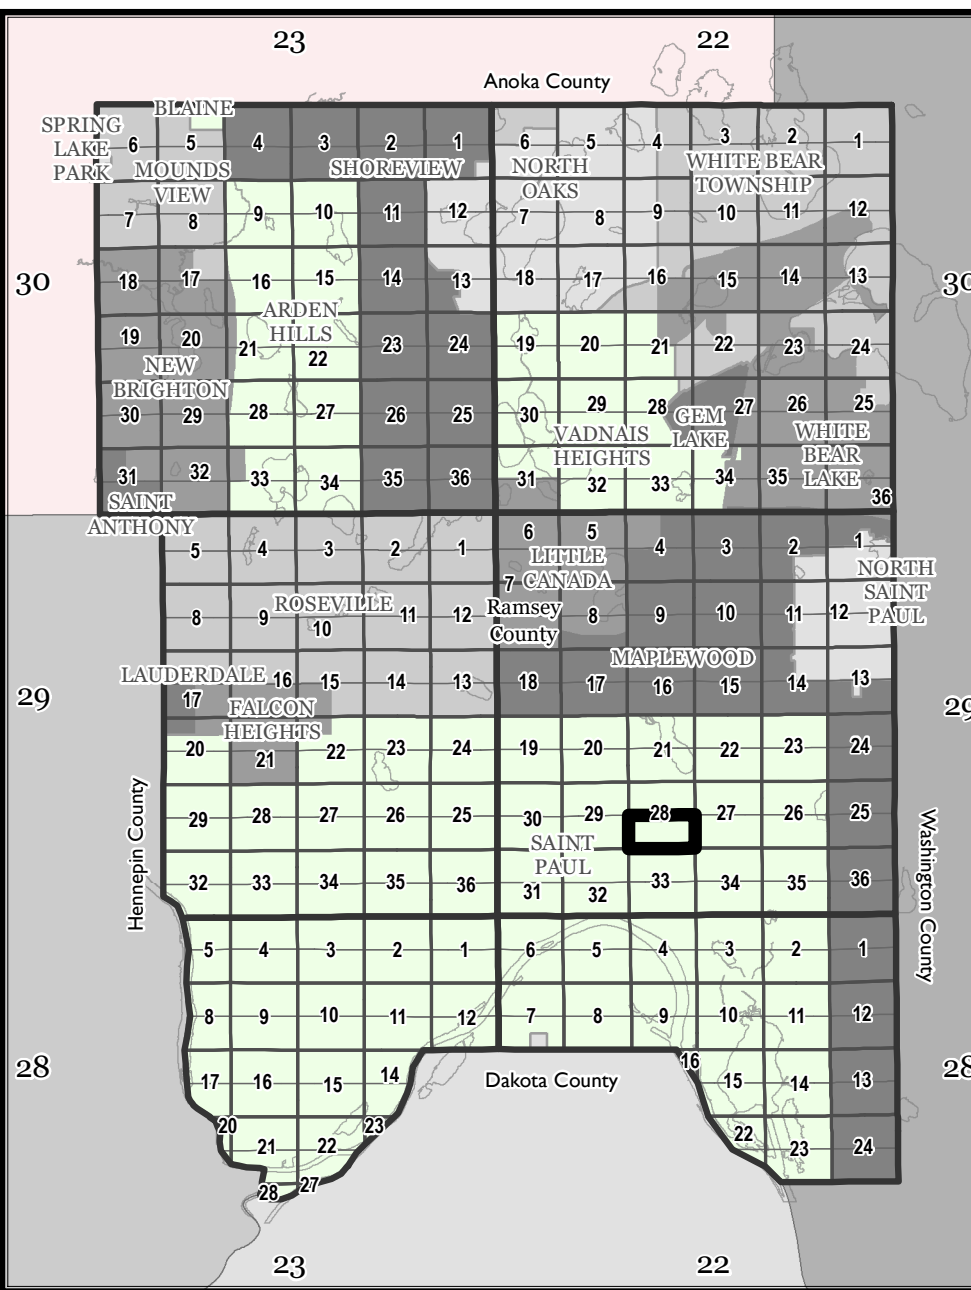 23 22
Anoka County
BLAINE
SPRING
LAKE
PARK
6 5 4 3 2 1 6 5 4 3 2 1
MOUNDS
VIEW
SHOREVIEW
NORTH
OAKS
WHITE BEAR
TOWNSHIP
7 8 9 10 11 12 7 8 9 10 11 12
30 18 17 16 15 14 13 18 17 16 15 14 13 30
ARDEN
HILLS
19 20 21 22 23 24 19 20 21 22 23 24
NEW
BRIGHTON
30 29 28 27 26 25 30 29 28 27 26 25
GEM
LAKE
VADNAIS
HEIGHTS
WHITE
BEAR
LAKE
31 32 33 34 35 36 31 32 33 34 35 36
SAINT
ANTHONY
5 4 3 2 1 6 5 4 3 2 1
LITTLE
CANADA
NORTH
SAINT
PAUL
8 9 10 11 12 7 8 9 10 11 12
ROSEVILLE
Ramsey
County
MAPLEWOOD
LAUDERDALE
29 17 16 15 14 13 18 17 16 15 14 13 29
FALCON
HEIGHTS
20 21 22 23 24 19 20 21 22 23 24
29 28 27 26 25 30 29 28 27 26 25
SAINT
PAUL
Hennepin County
Washington County
32 33 34 35 36 31 32 33 34 35 36
5 4 3 2 1 6 5 4 3 2 1
8 9 10 11 12 7 8 9 10 11 12
28 17 16 15 14 16 15 14 13 28
Dakota County
20 21 22 23 22 23 24
28 27
23 22